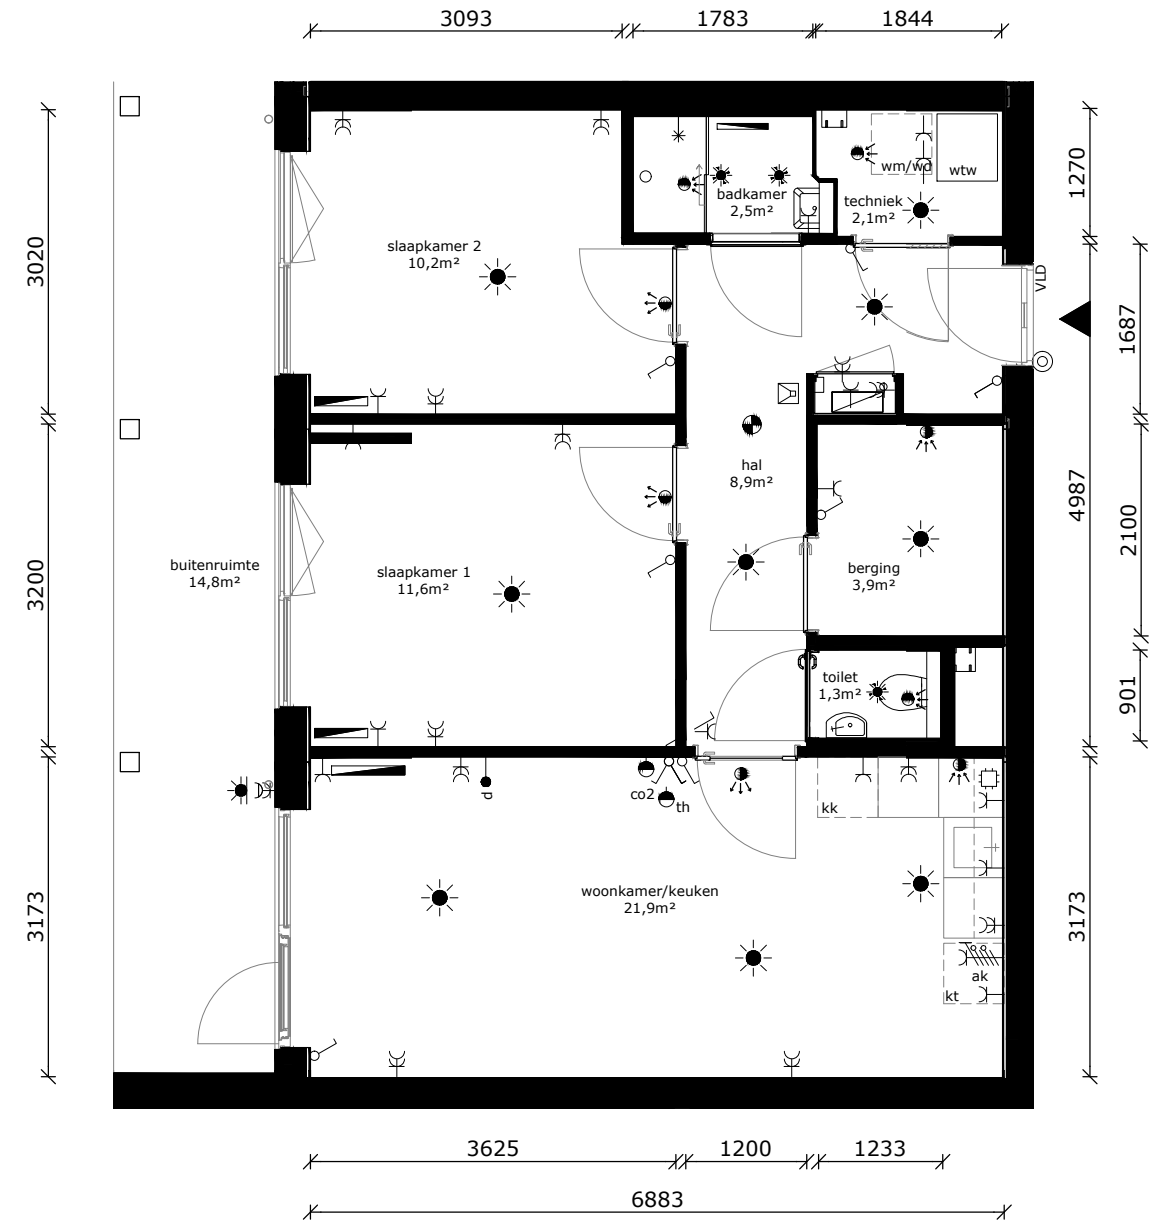 3093
1783
1844
3020
3200
3173
1270
4987
3173
1687
2100
901
badkamer
2,5m²
wm/wd
wtw
techniek
2,1m²
slaapkamer 2
10,2m²
VLD
hal
8,9m²
buitenruimte
14,8m²
slaapkamer 1
11,6m²
berging
3,9m²
toilet
1,3m²
d
co2
th
kk
woonkamer/keuken
21,9m²
ak
kt
3625
1200
1233
6883